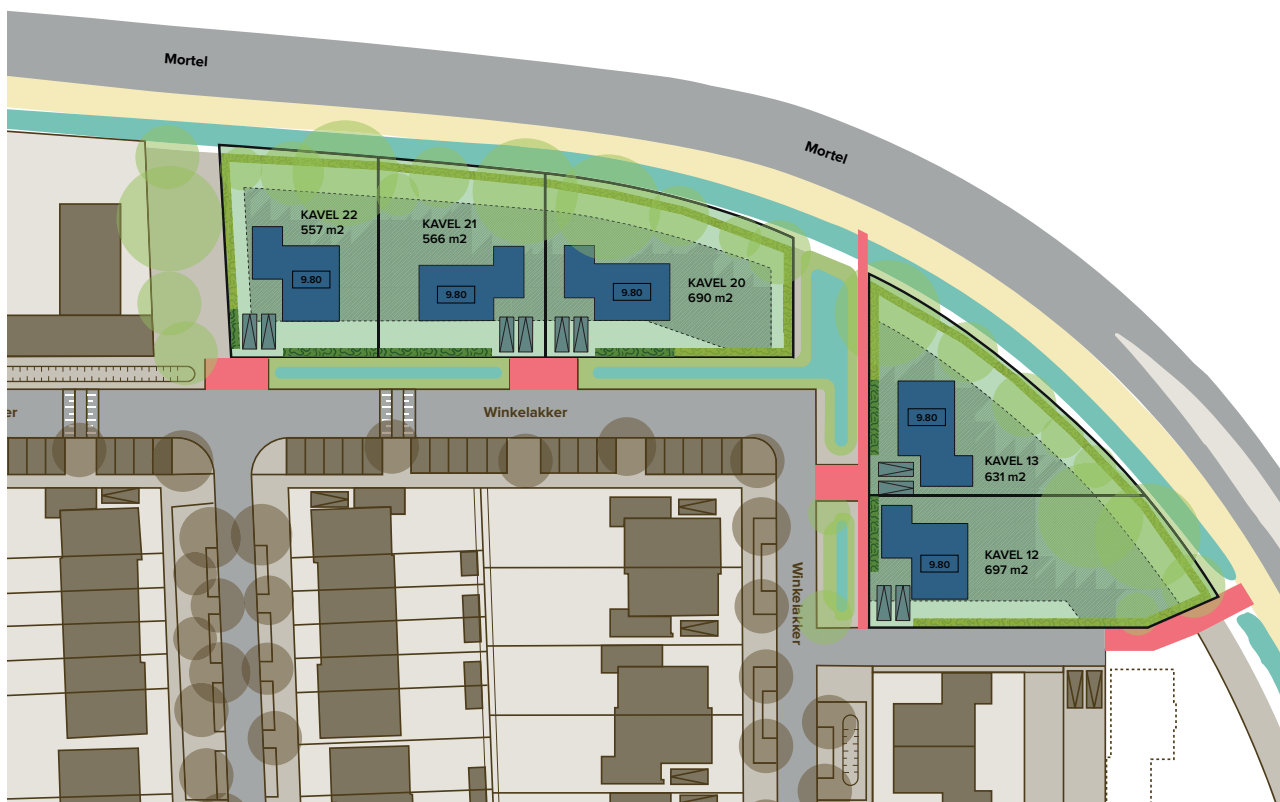 Mortel
Mortel
KAVEL 22
557 m2
KAVEL 21
566 m2
KAVEL 20
690 m2
9.80
9.80
9.80
er
Winkelakker
9.80
KAVEL 13
631 m2
KAVEL 12
697 m2
9.80
Winkelakker